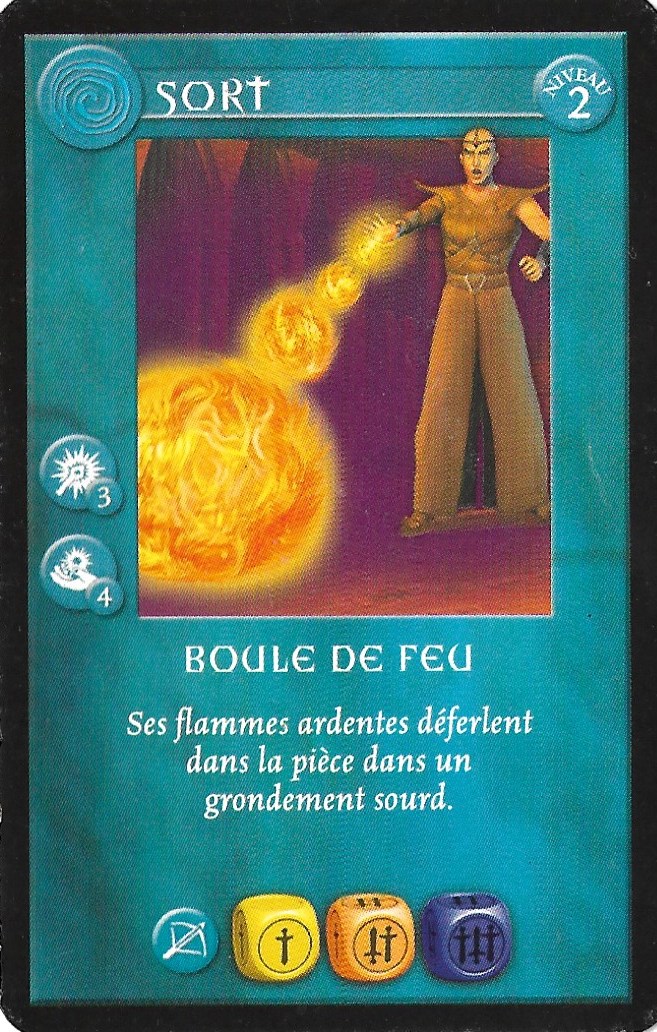 SORT
NIVEAU
2
3
4
BOULE DE FEU
Ses flammes ardentes déferlent
dans la pièce dans un
grondement sourd.